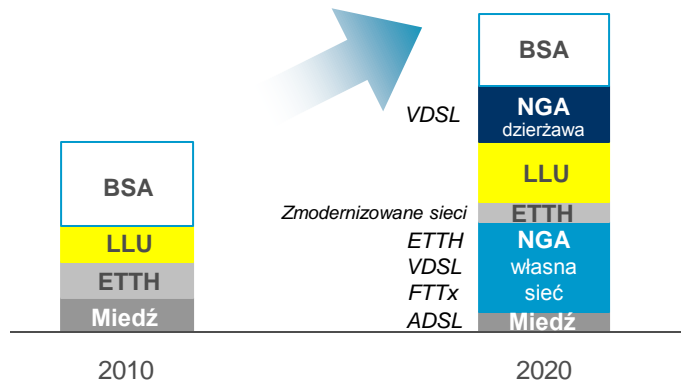 BSA
VDSL
NGA
dzierżawa
BSA
LLU
LLU
Zmodernizowane sieci
ETTH
ETTH
NGA
ETTH
VDSL
własna
FTTx
sieć
Miedź
ADSL
Miedź
2010
2020